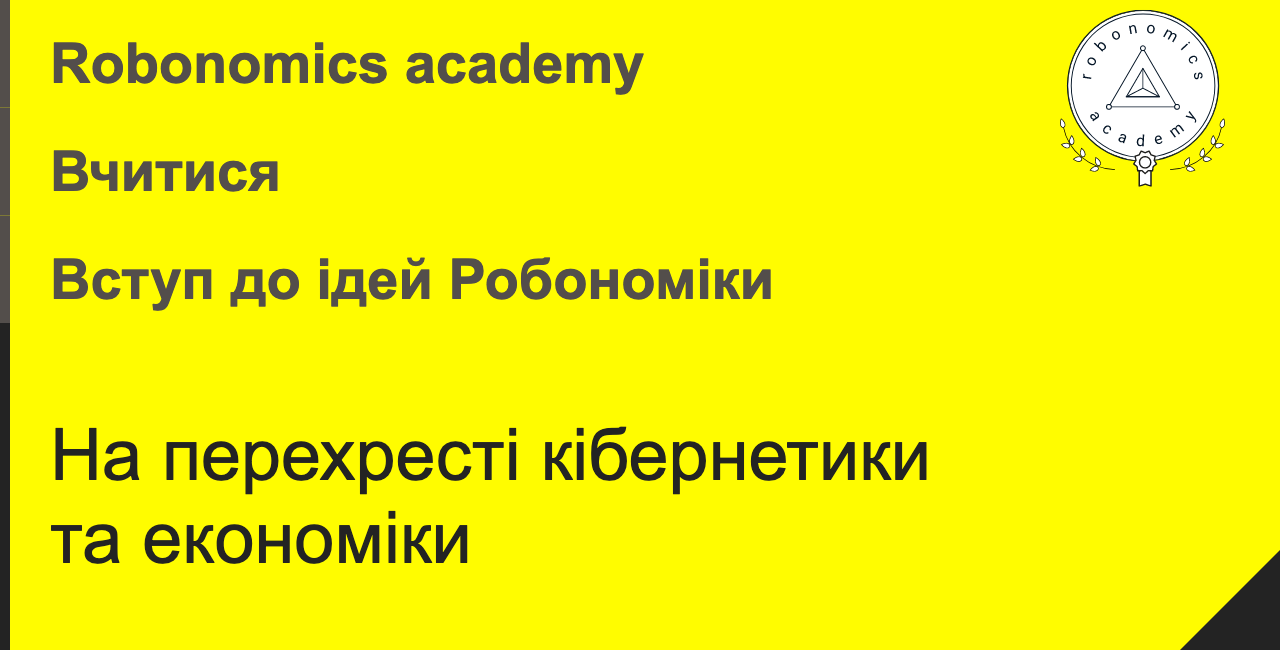 Robonomics academy
robonomics
academy
Вчитися
Вступ до ідей Робономіки
На перехресті кібернетики
та економіки